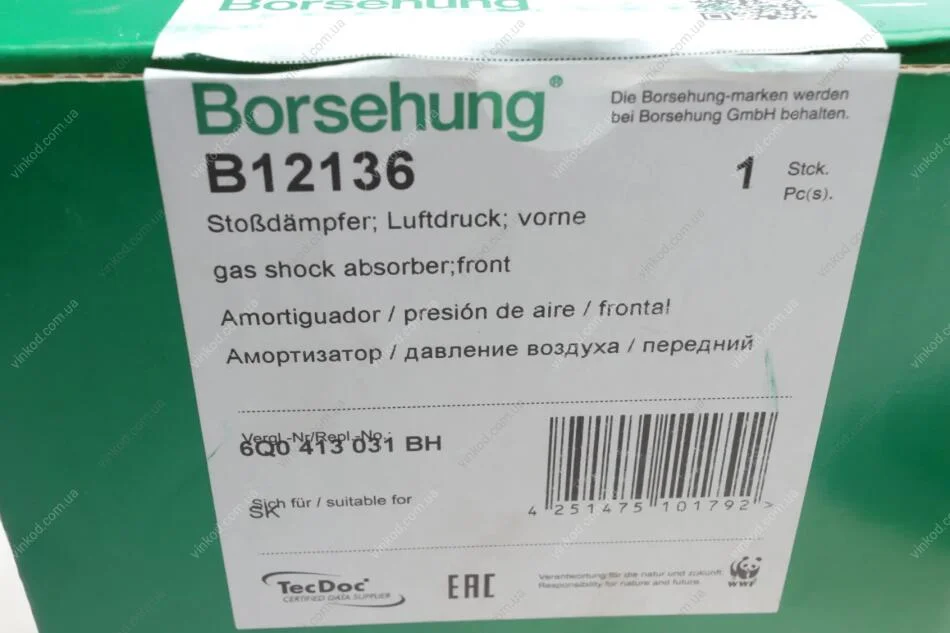 Borsehung
Borsehung®
Die Borsehung-marken werden
bei Borsehung GmbH behalten.
B12136
1 Stck.
Pc(s).
Stoßdämpfer; Luftdruck; vorne
gas shock absorber;front
Amortiguador / presión de aire / frontal
Амортизатор / давление воздуха / передний
Vergl.-Nr/Repl.-No.:
6Q0 413 031 BH
Sich für / suitable for
SK
4 251475 101792 >
TecDoc®
CERTIFIED DATA SUPPLIER
EAC
Verantwortung für die natur und zukunft.
Responsibility for nature and future.
WWF
vinkod.com.ua